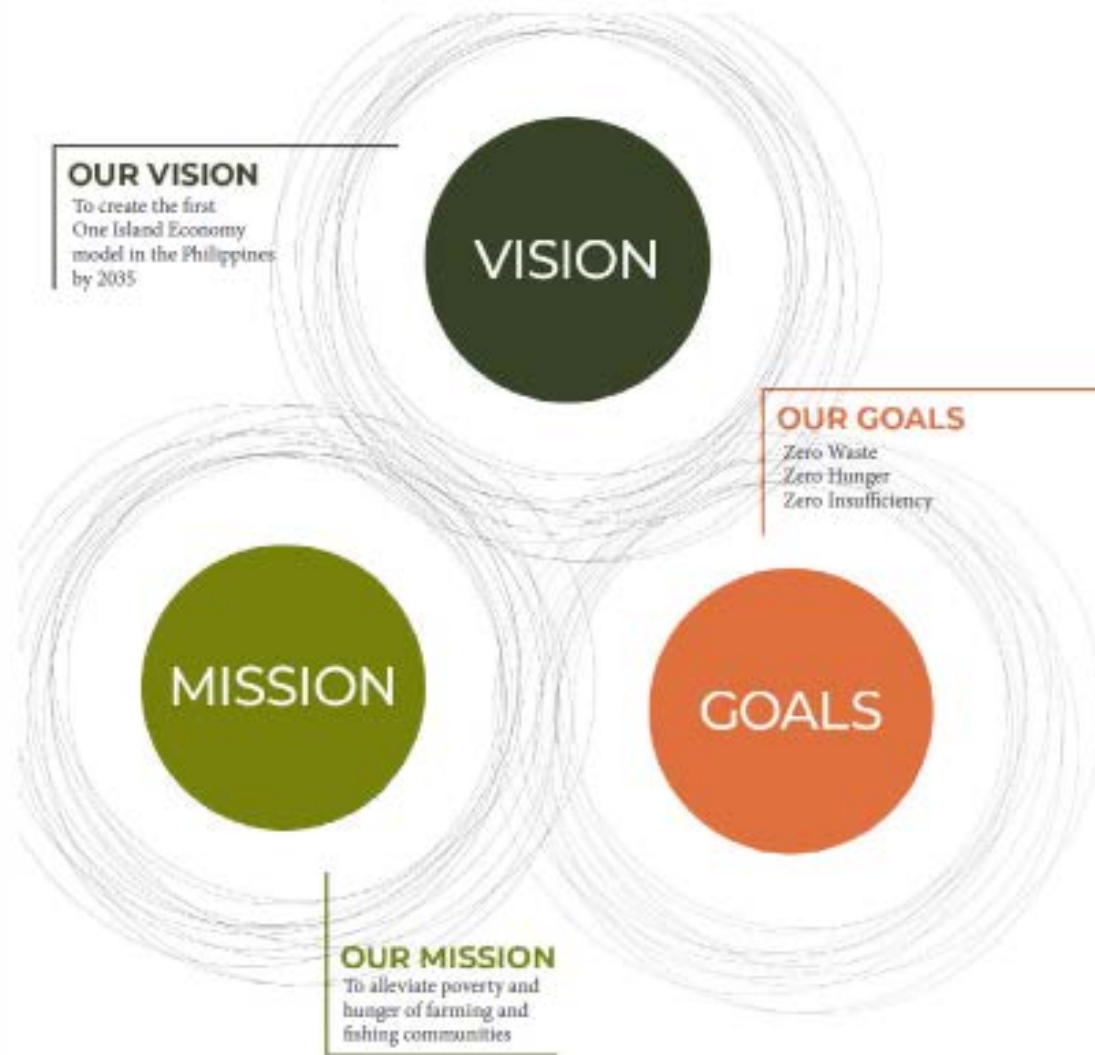 OUR VISION
To create the first
One Island Economy
model in the Philippines
by 2035
VISION
OUR GOALS
Zero Waste
Zero Hunger
Zero Insufficiency
MISSION
GOALS
OUR MISSION
To alleviate poverty and
hunger of farming and
fishing communities